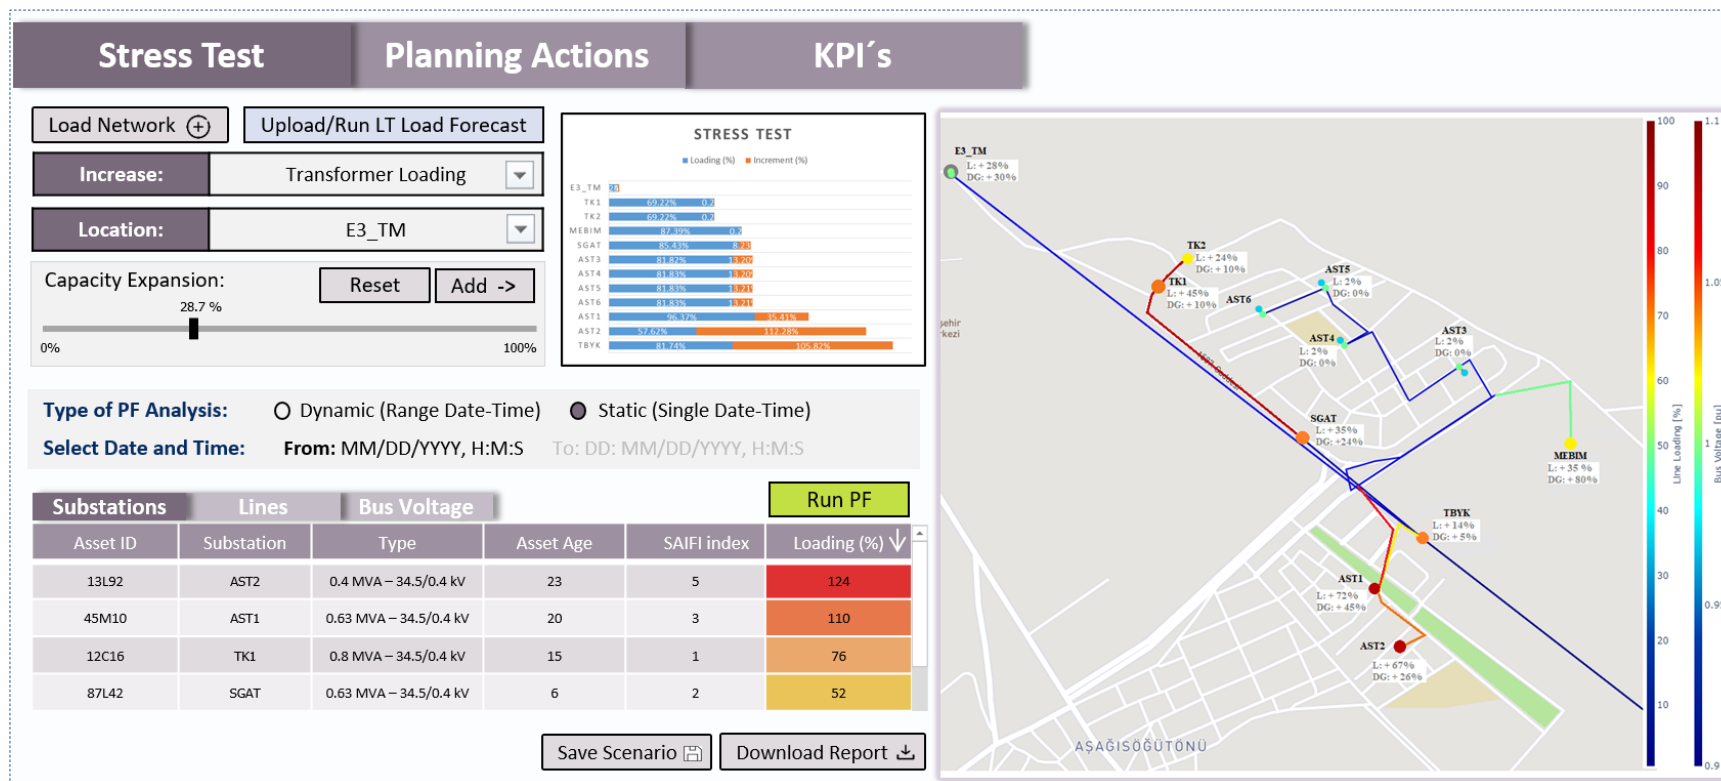 Stress Test
Planning Actions
KPI´s
Load Network
Upload/Run LT Load Forecast
Increase:
Transformer Loading
Location:
E3_TM
Capacity Expansion:
Reset
Add ->
28.7 %
0%
100%
STRESS TEST
Loading (%)
Increment (%)
E3_TM
TK1 69.22% 0.2
TK2 69.22% 0.2
MEBIM 87.39% 0.2
SGAT 85.43% 8.23
AST3 81.82% 13.20
AST4 81.83% 13.20
AST5 81.83% 13.21
AST6 81.83% 13.21
AST1 96.37% 35.41%
AST2 57.62% 112.28%
TBYK 81.74% 105.82%
Type of PF Analysis:
Dynamic (Range Date-Time)
Static (Single Date-Time)
Select Date and Time:
From: MM/DD/YYYY, H:M:S
To: DD: MM/DD/YYYY, H:M:S
Substations
Lines
Bus Voltage
Run PF
Asset ID Substation Type Asset Age SAIFI index Loading (%)
13L92 AST2 0.4 MVA – 34.5/0.4 kV 23 5 124
45M10 AST1 0.63 MVA – 34.5/0.4 kV 20 3 110
12C16 TK1 0.8 MVA – 34.5/0.4 kV 15 1 76
87L42 SGAT 0.63 MVA – 34.5/0.4 kV 6 2 52
Save Scenario
Download Report
E3_TM
L: +28%
DG: +30%
TK2
L: +24%
DG: +10%
TK1
L: +45%
DG: +10%
AST5
L: 2%
DG: 0%
AST6
AST4
L: 2%
DG: 0%
AST3
L: 2%
DG: 0%
SGAT
L: +35%
DG: +24%
MEBIM
L: +35 %
DG: +80%
TBYK
L: +14%
DG: +5%
AST1
L: +72%
DG: +45%
AST2
L: +67%
DG: +26%
AŞAĞISÖĞÜTÖNÜ
100
90
80
70
60
50
40
30
20
10
Line Loading [%]
1.1
1.05
1
0.95
0.9
Bus Voltage [pu]